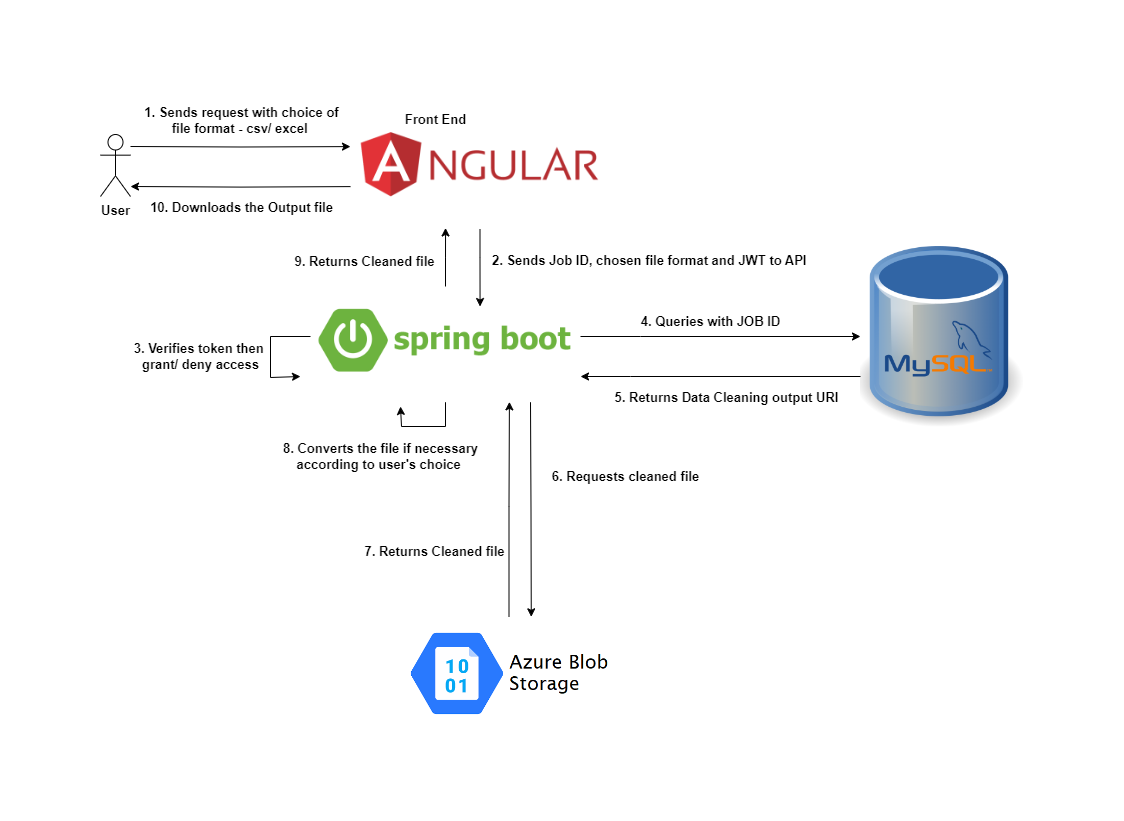 1. Sends request with choice of
file format - csv/ excel
Front End
ANGULAR
User
10. Downloads the Output file
9. Returns Cleaned file
2. Sends Job ID, chosen file format and JWT to API
spring boot
4. Queries with JOB ID
3. Verifies token then
grant/ deny access
MySQL
5. Returns Data Cleaning output URI
8. Converts the file if necessary
according to user's choice
6. Requests cleaned file
7. Returns Cleaned file
10
01
Azure Blob
Storage